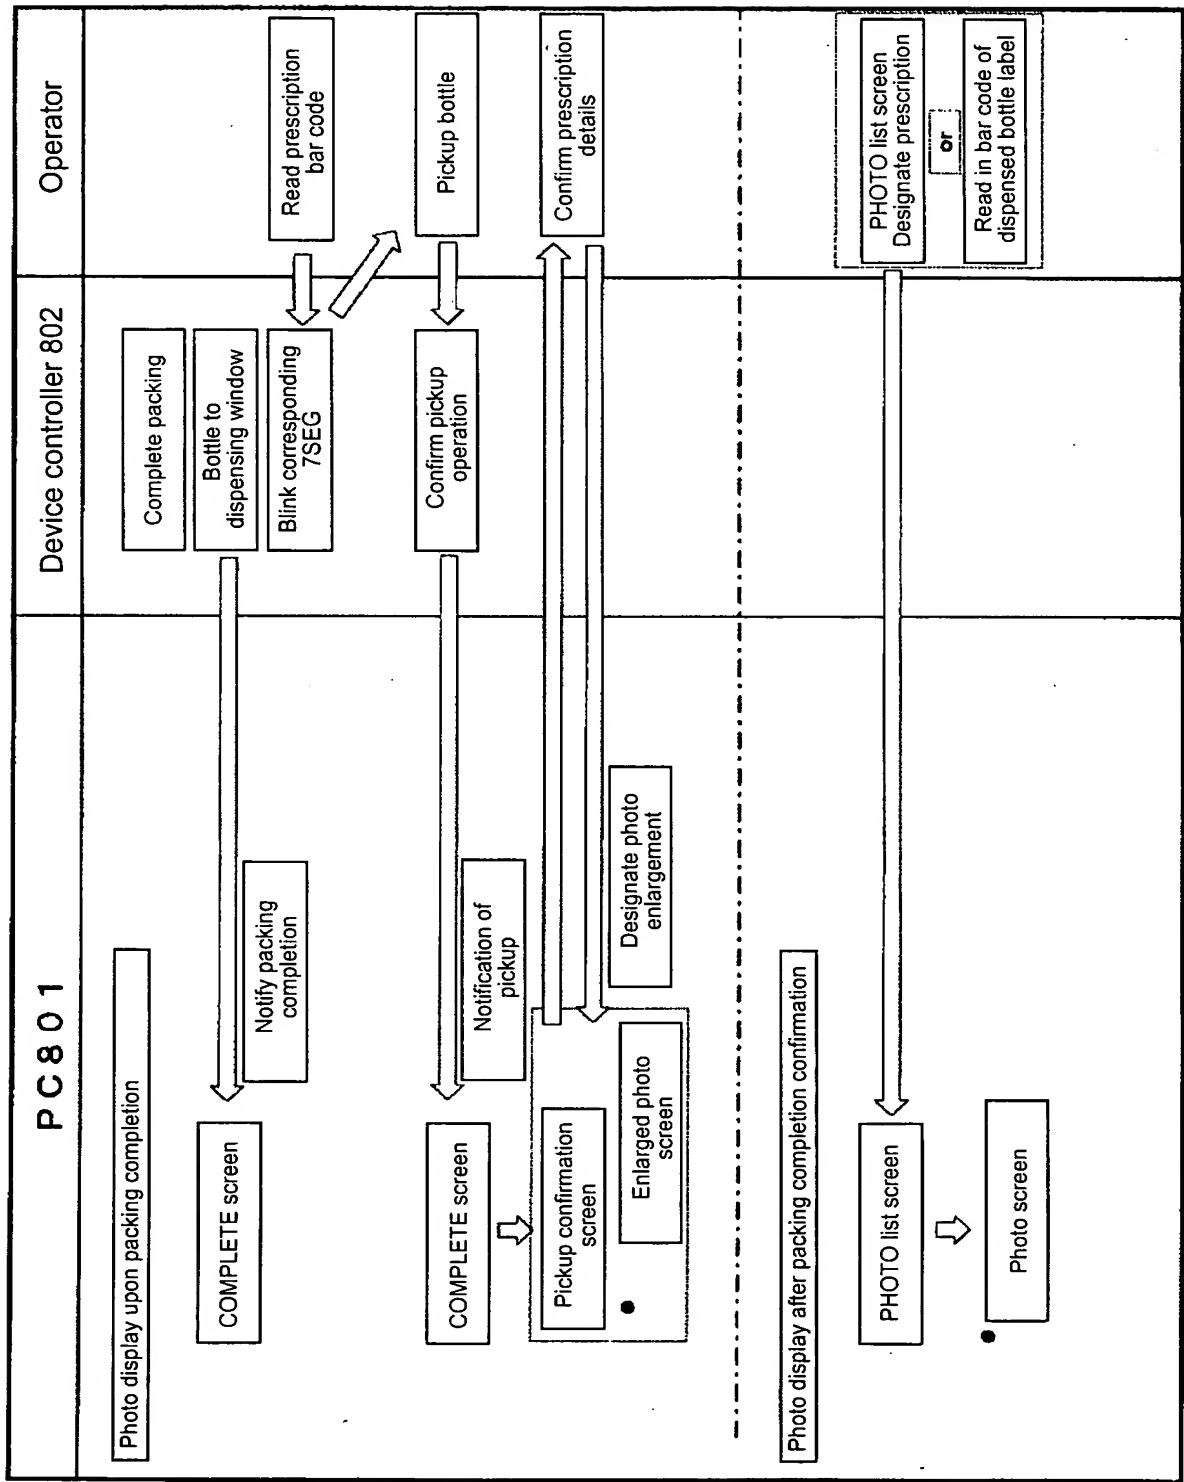 PC801
Device controller 802
Operator
Photo display upon packing completion
Complete packing
Bottle to
dispensing window
Blink corresponding
7SEG
Read prescription
bar code
Notify packing
completion
COMPLETE screen
Pickup bottle
Confirm pickup
operation
Notification of
pickup
COMPLETE screen
Pickup confirmation
screen
Enlarged photo
screen
Confirm prescription
details
Designate photo
enlargement
Photo display after packing completion confirmation
PHOTO list screen
Designate prescription
or
Read in bar code of
dispensed bottle label
PHOTO list screen
Photo screen